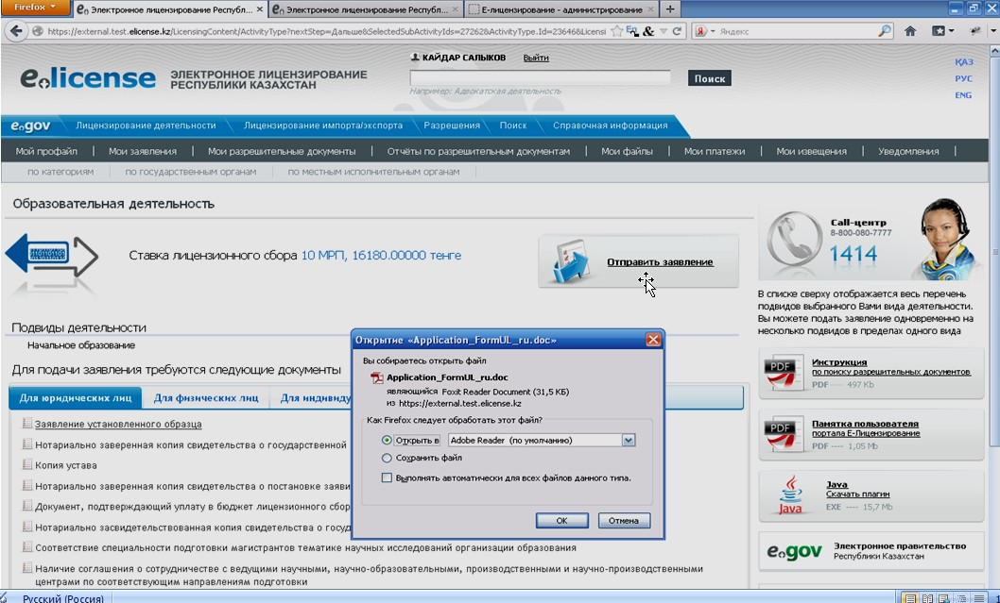 Firefox
Электронное лицензирование Республ...
Электронное лицензирование Республ...
Е-лицензирование - администрирование
https://external.test.elicense.kz/LicensingContent/ActivityType?nextStep=Дальше&SelectedSubActivityIds=27262&ActivityType.Id=23646&Licensi
Яндекс
КАЙДАР САЛЫКОВ Выйти
e.license
ЭЛЕКТРОННОЕ ЛИЦЕНЗИРОВАНИЕ
РЕСПУБЛИКИ КАЗАХСТАН
Поиск
Например: Адвокатская деятельность
ҚАЗ
РУС
ENG
e.gov
Лицензирование деятельности
Лицензирование импорта/экспорта
Разрешения
Поиск
Справочная информация
Мой профайл | Мои заявления | Мои разрешительные документы | Отчёты по разрешительным документам | Мои файлы | Мои платежи | Мои извещения | Уведомления |
по категориям
по государственным органам
по местным исполнительным органам
Образовательная деятельность
Ставка лицензионного сбора 10 МРП, 16180.00000 тенге
Отправить заявление
Call-центр
8-800-080-7777
1414
В списке сверху отображается весь перечень
подвидов выбранного Вами вида деятельности.
Вы можете подать заявление одновременно на
несколько подвидов в пределах одного вида
Подвиды деятельности
Начальное образование
Для подачи заявления требуются следующие документы
Для юридических лиц
Для физических лиц
Для индивиду
Заявление установленного образца
Нотариально заверенная копия свидетельства о государственной
Копия устава
Нотариально заверенная копия свидетельства о постановке
Документ, подтверждающий уплату в бюджет лицензионного сбор
Нотариально засвидетельствованная копия свидетельства о госу
Соответствие специальности подготовки магистрантов тематике научных исследований организации образования
Наличие соглашения о сотрудничестве с ведущими научными, научно-образовательными, производственными и научно-производственными
центрами по соответствующим направлениям подготовки
Открытие «Application_FormUL_ru.doc»
Вы собираетесь открыть файл
Application_FormUL_ru.doc
являющийся Foxit Reader Document (31,5 КБ)
из https://external.test.elicense.kz
Как Firefox следует обработать этот файл?
Открыть в Adobe Reader (по умолчанию)
Сохранить файл
Выполнять автоматически для всех файлов данного типа.
ОК
Отмена
PDF
Инструкция
по поиску разрешительных документов
PDF ---- 497 Kb
PDF
Памятка пользователя
портала Е-Лицензирование
PDF ---- 1,05 Mb
Java
Java
Скачать плагин
EXE ---- 15,7 Mb
e.gov
Электронное правительство
Республики Казахстан
Русский (Россия)